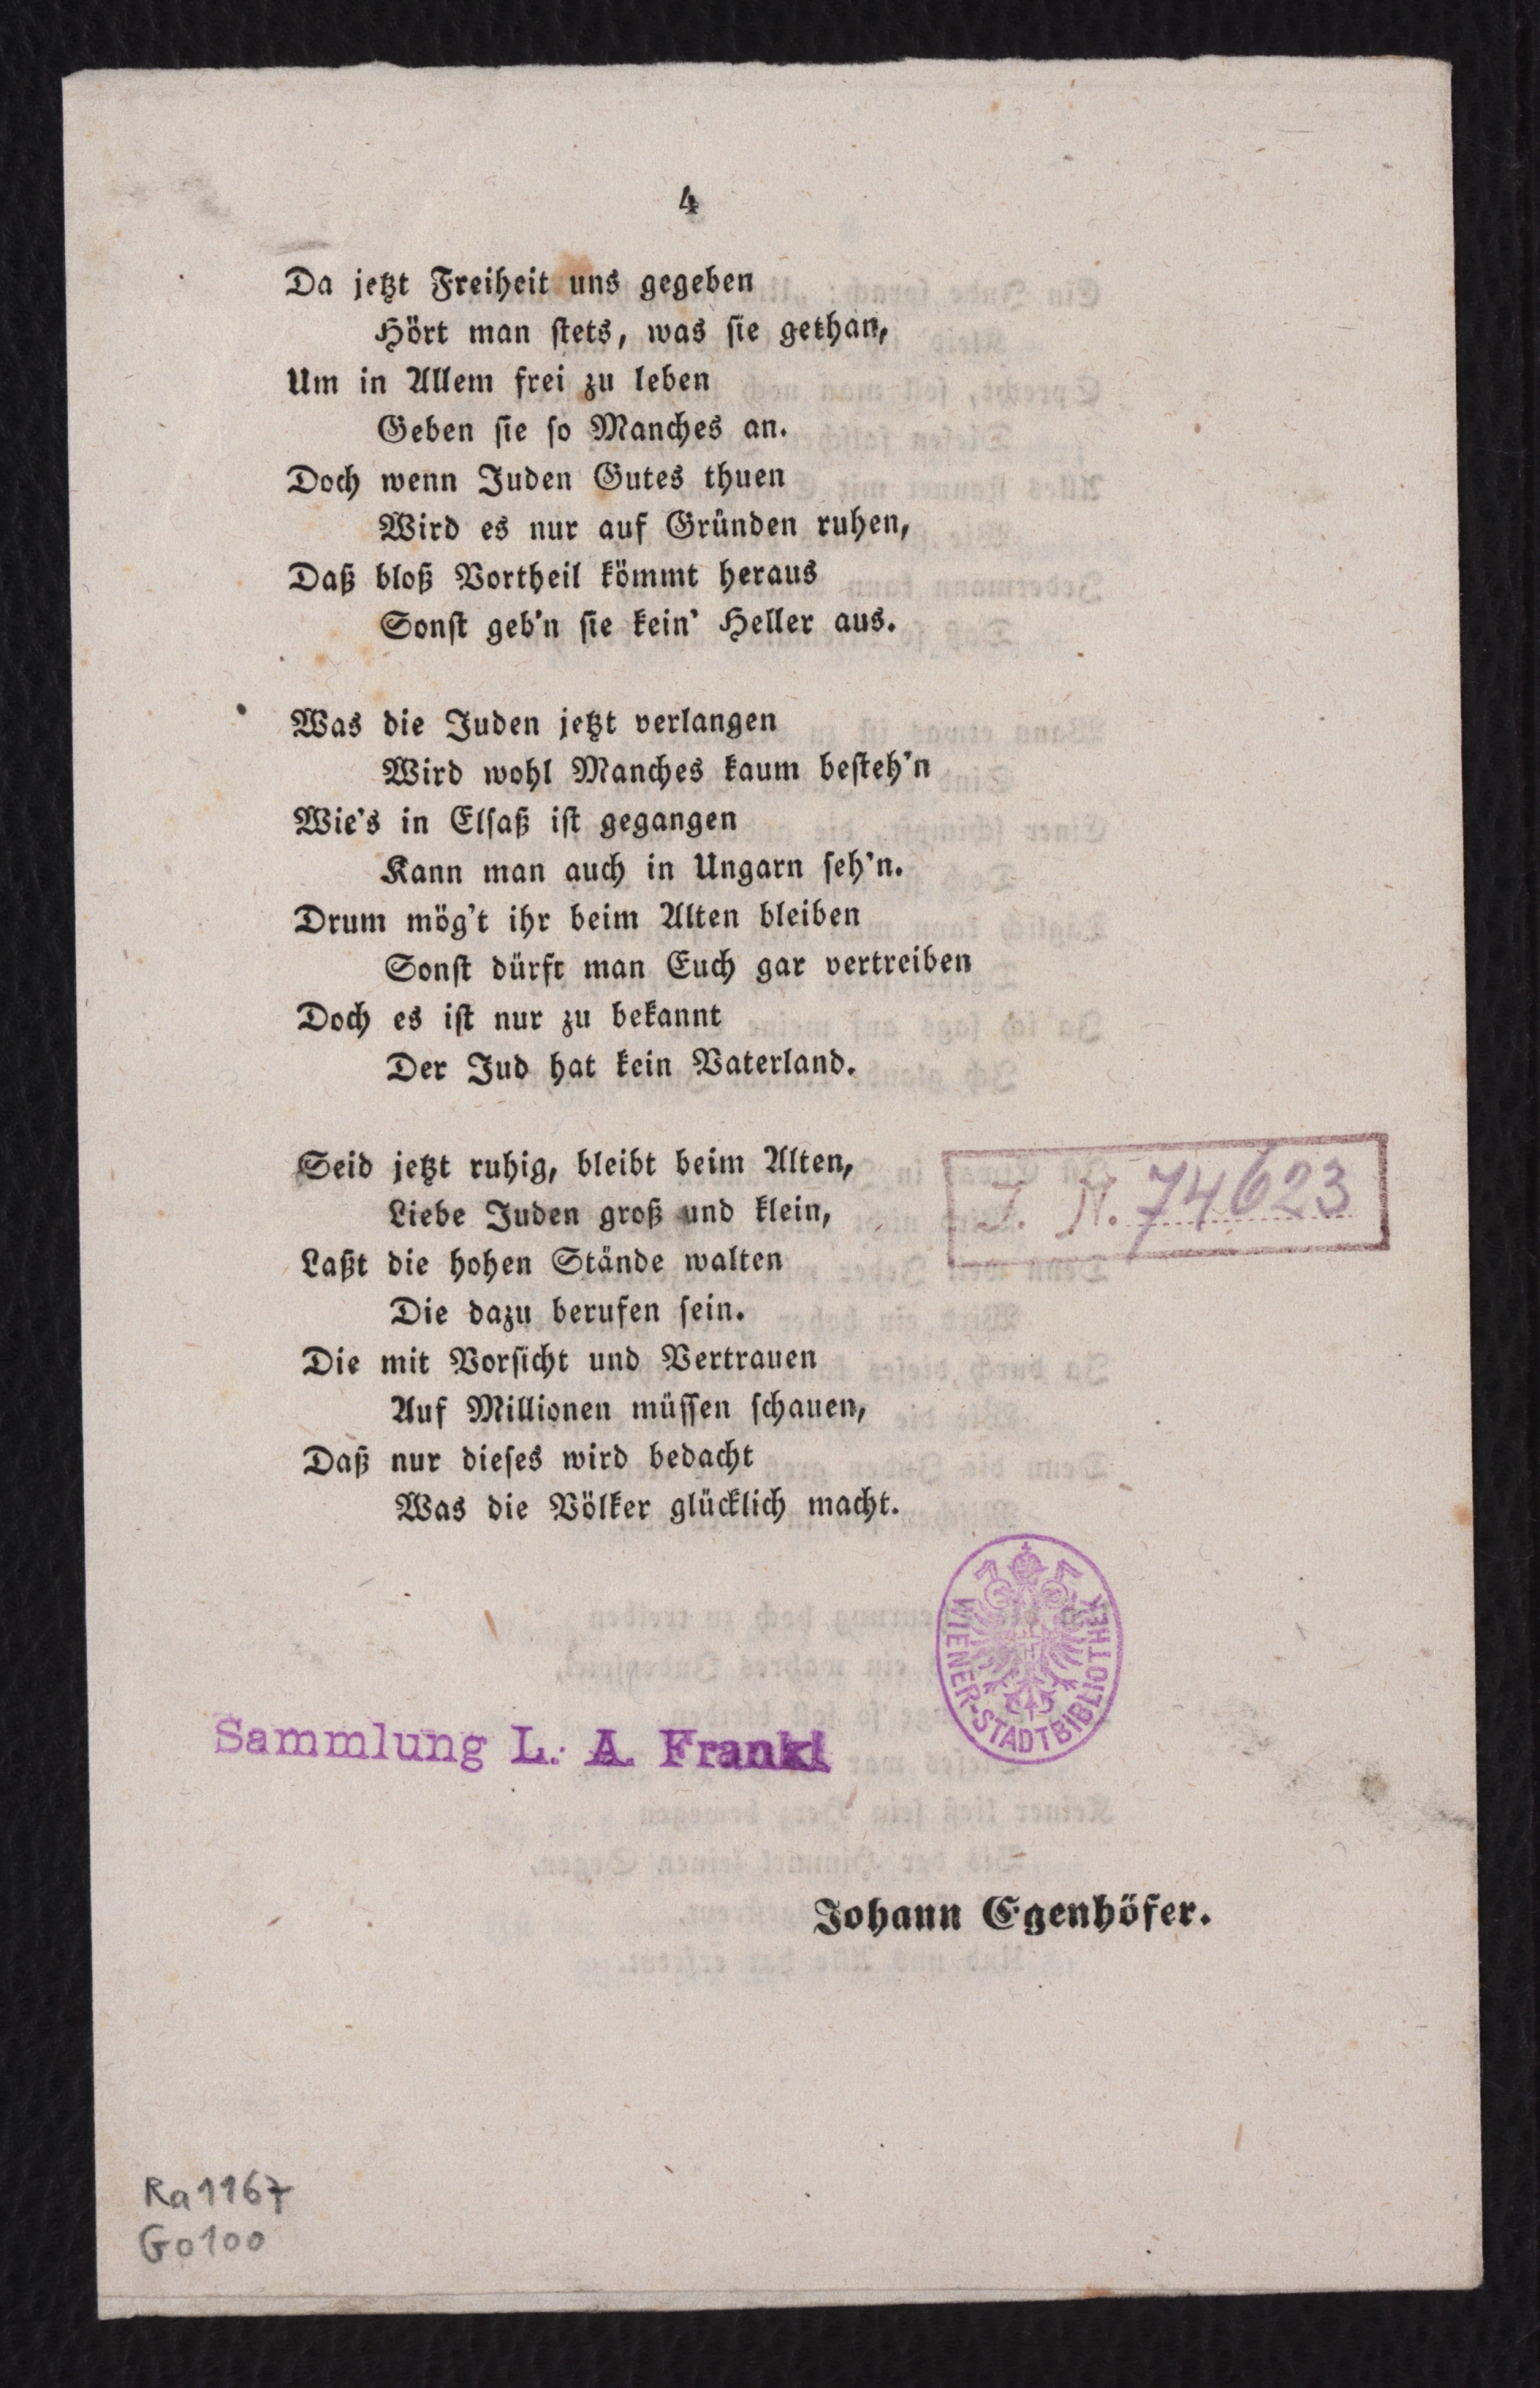 4
Da jetzt Freiheit uns gegeben
Hört man stets, was sie gethan,
Um in Allem frei zu leben
Geben sie so Manches an.
Doch wenn Juden Gutes thuen
Wird es nur auf Gründen ruhen,
Daß bloß Vortheil kömmt heraus
Sonst geb'n sie kein' Heller aus.
Was die Juden jetzt verlangen
Wird wohl Manches kaum besteh'n
Wie's in Elsaß ist gegangen
Kann man auch in Ungarn seh'n.
Drum mög't ihr beim Alten bleiben
Sonst dürft man Euch gar vertreiben
Doch es ist nur zu bekannt
Der Jud hat kein Vaterland.
Seid jetzt ruhig, bleibt beim Alten,
Liebe Juden groß und klein,
Laßt die hohen Stände walten
Die dazu berufen sein.
Die mit Vorsicht und Vertrauen
Auf Millionen müssen schauen,
Daß nur dieses wird bedacht
Was die Völker glücklich macht.
J. N. 74623
WIENER-STADTBIBLIOTHEK
Sammlung L. A. Frankl
Johann Egenhöfer.
Ra 1167
Go 100